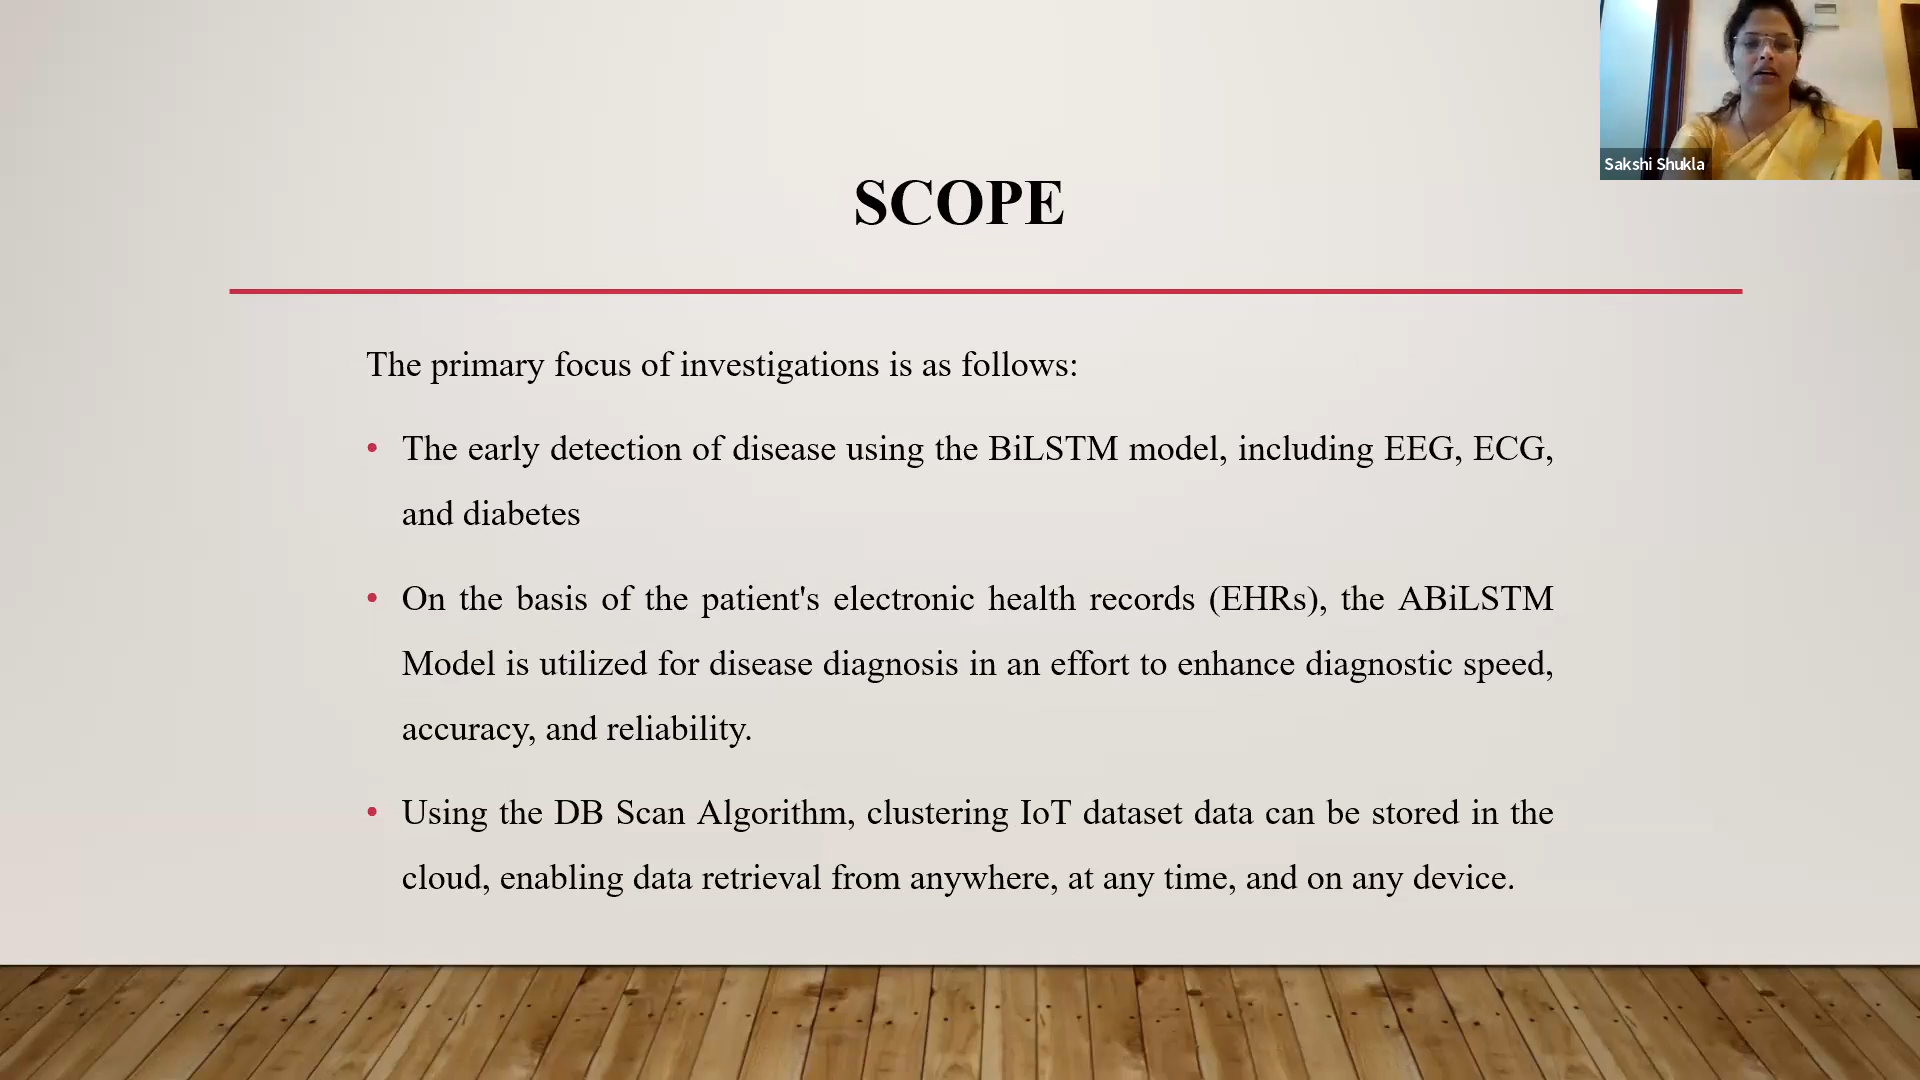 Sakshi Shukla
SCOPE
The primary focus of investigations is as follows:
• The early detection of disease using the BiLSTM model, including EEG, ECG,
and diabetes
• On the basis of the patient's electronic health records (EHRs), the ABiLSTM
Model is utilized for disease diagnosis in an effort to enhance diagnostic speed,
accuracy, and reliability.
• Using the DB Scan Algorithm, clustering IoT dataset data can be stored in the
cloud, enabling data retrieval from anywhere, at any time, and on any device.